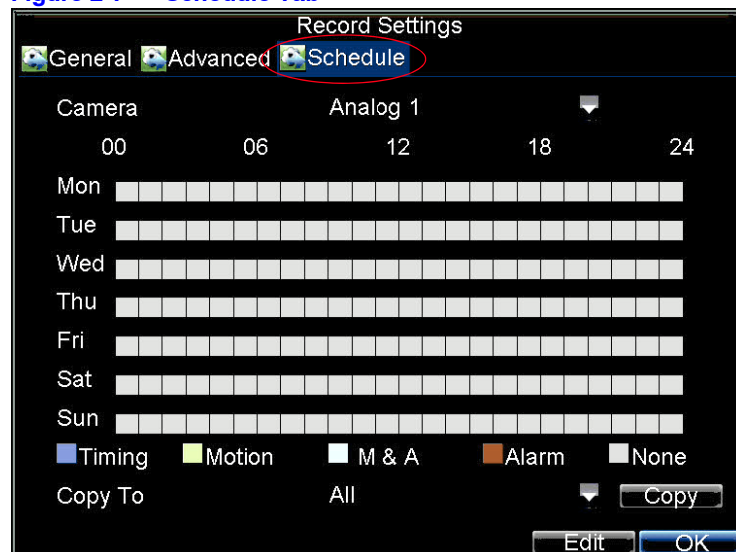 Record Settings
General Advanced Schedule
Camera Analog 1
00 06 12 18 24
Mon
Tue
Wed
Thu
Fri
Sat
Sun
Timing Motion M & A Alarm None
Copy To All Copy
Edit OK